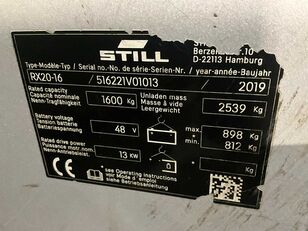 STILL
Berzeliusstr. 10
D-22113 Hamburg
Type-Modèle-Typ / Serial no.-No. de série-Serien-Nr. / year-année-Baujahr
RX20-16 / 516221V01013 / 2019
Rated capacity
Capacité nominale
Nenn-Tragfähigkeit
1600 Kg
Unladen mass
Masse à vide
Leergewicht
2539 Kg
Battery voltage
Tension batterie
Batteriespannung
48 V
max 898 Kg
min 812 Kg
Rated drive power
Puissance motor nom.
Nenn-Antriebsleist.
13 KW
CE
see Operating instructions
voir Mode d'emploi
siehe Betriebsanleitung